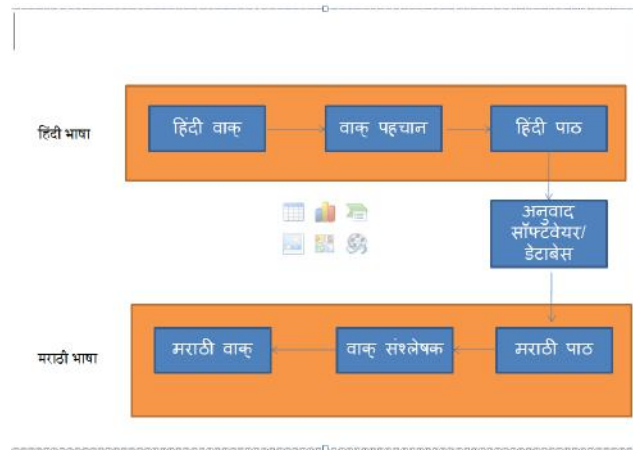 हिंदी भाषा
हिंदी वाक्
वाक् पहचान
हिंदी पाठ
अनुवाद
सॉफ्टवेयर/
डेटाबेस
मराठी भाषा
मराठी वाक्
वाक् संश्लेषक
मराठी पाठ